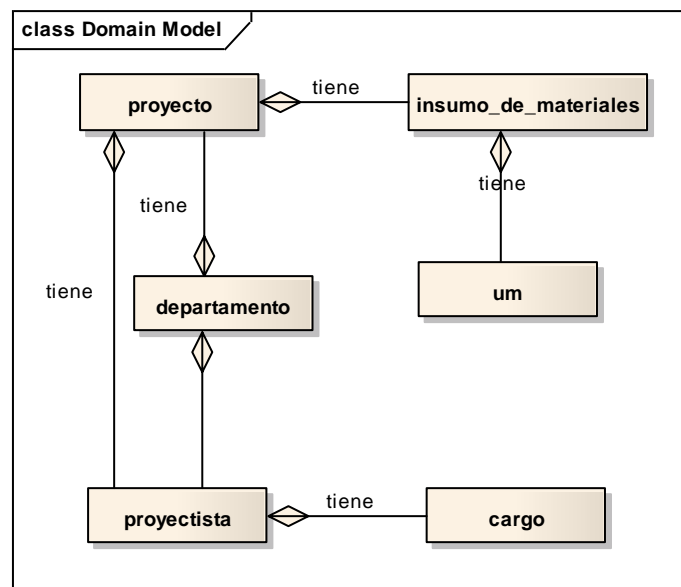 class Domain Model
proyecto
tiene
insumo_de_materiales
tiene
tiene
tiene
departamento
um
proyectista
tiene
cargo